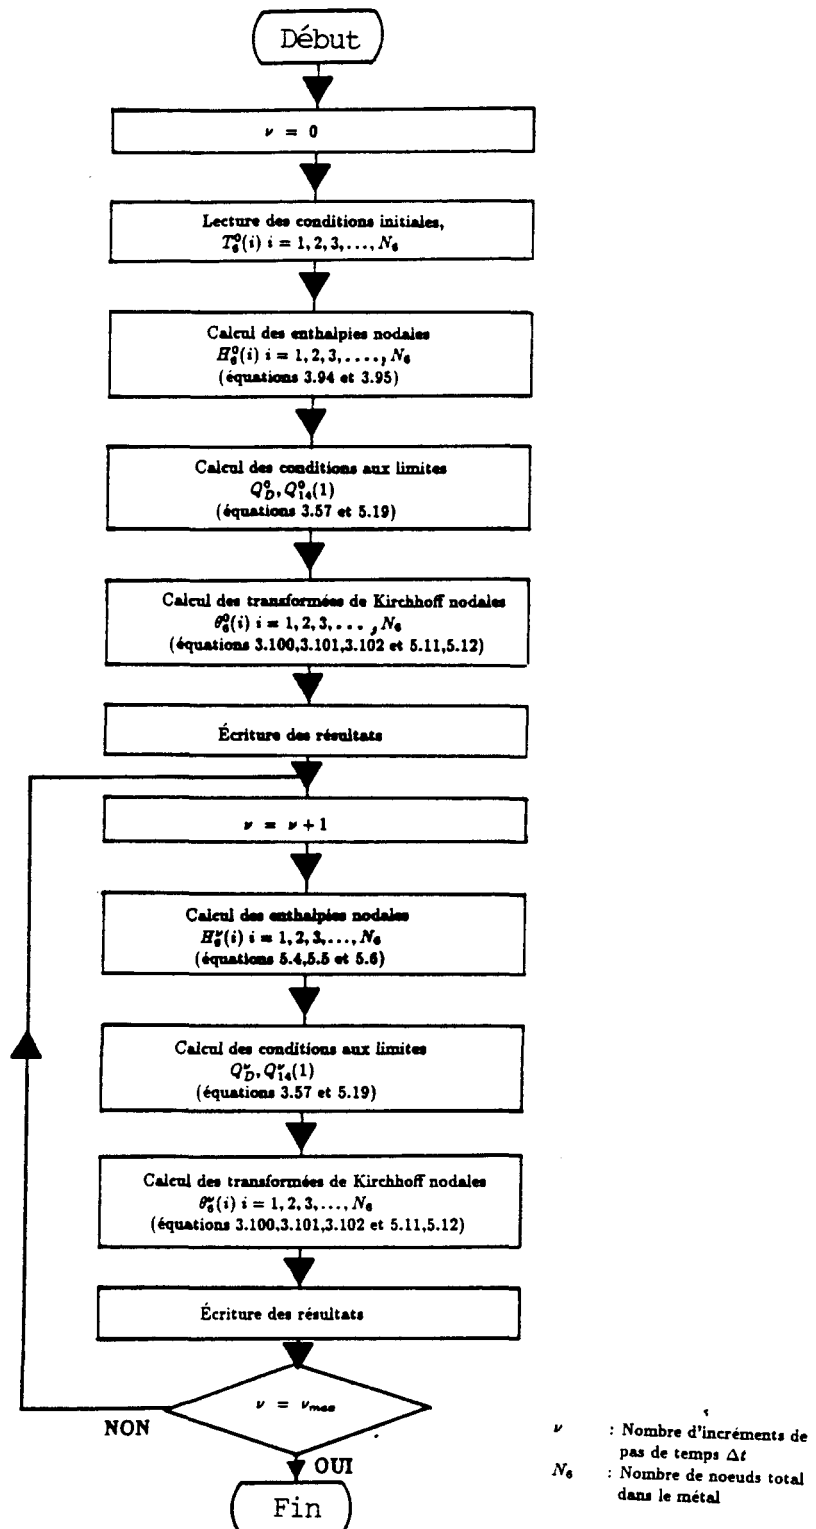 Début
ν = 0
Lecture des conditions initiales,
T₆⁰(i) i = 1, 2, 3, ..., N₆
Calcul des enthalpies nodales
H₆⁰(i) i = 1, 2, 3, ...., N₆
(équations 3.94 et 3.95)
Calcul des conditions aux limites
Q_D⁰, Q₁₄⁰(1)
(équations 3.57 et 5.19)
Calcul des transformées de Kirchhoff nodales
θ₆⁰(i) i = 1, 2, 3, ... , N₆
(équations 3.100,3.101,3.102 et 5.11,5.12)
Écriture des résultats
ν = ν + 1
Calcul des enthalpies nodales
H₆^ν(i) i = 1, 2, 3, ..., N₆
(équations 5.4,5.5 et 5.6)
Calcul des conditions aux limites
Q_D^ν, Q₁₄^ν(1)
(équations 3.57 et 5.19)
Calcul des transformées de Kirchhoff nodales
θ₆^ν(i) i = 1, 2, 3, ..., N₆
(équations 3.100,3.101,3.102 et 5.11,5.12)
Écriture des résultats
ν = ν_max
NON
OUI
Fin
ν : Nombre d'incréments de
pas de temps Δt
N₆ : Nombre de noeuds total
dans le métal